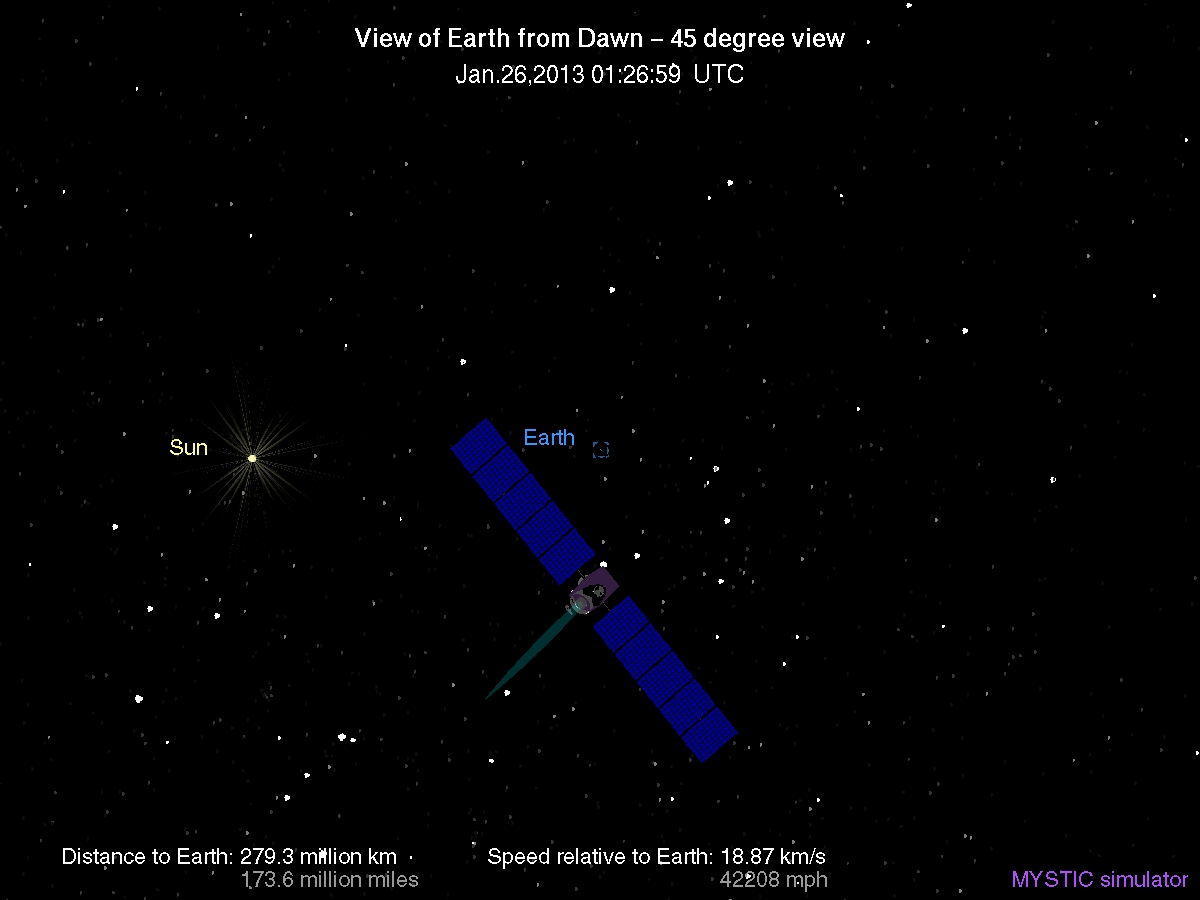 View of Earth from Dawn – 45 degree view
Jan.26,2013 01:26:59 UTC
Sun
Earth
Distance to Earth: 279.3 million km
173.6 million miles
Speed relative to Earth: 18.87 km/s
42208 mph
MYSTIC simulator